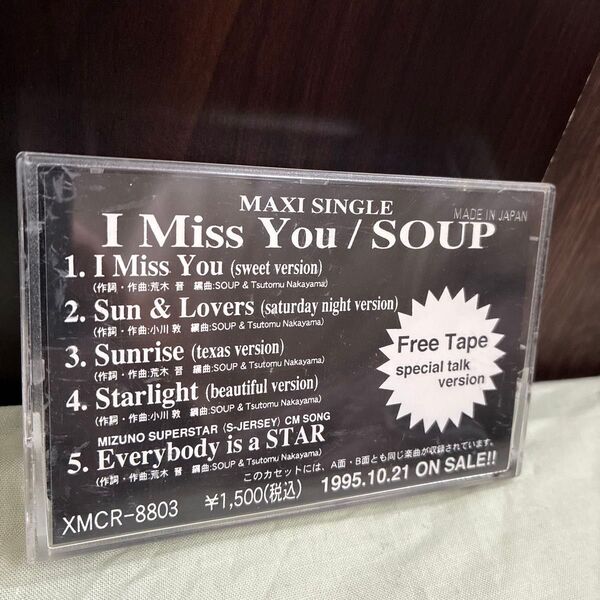 MAXI SINGLE
MADE IN JAPAN
I Miss You / SOUP
1. I Miss You (sweet version)
(作詞・作曲:荒木 晋 編曲:SOUP & Tsutomu Nakayama)
2. Sun & Lovers (saturday night version)
(作詞・作曲:小川 敦 編曲:SOUP & Tsutomu Nakayama)
3. Sunrise (texas version)
(作詞・作曲:荒木 晋 編曲:SOUP & Tsutomu Nakayama)
4. Starlight (beautiful version)
(作詞・作曲:小川 敦 編曲:SOUP & Tsutomu Nakayama)
MIZUNO SUPERSTAR (S-JERSEY) CM SONG
5. Everybody is a STAR
(作詞・作曲:荒木 晋 編曲:SOUP & Tsutomu Nakayama)
Free Tape
special talk
version
このカセットには、A面・B面とも同じ楽曲が収録されています。
XMCR-8803 ¥1,500(税込) 1995.10.21 ON SALE!!